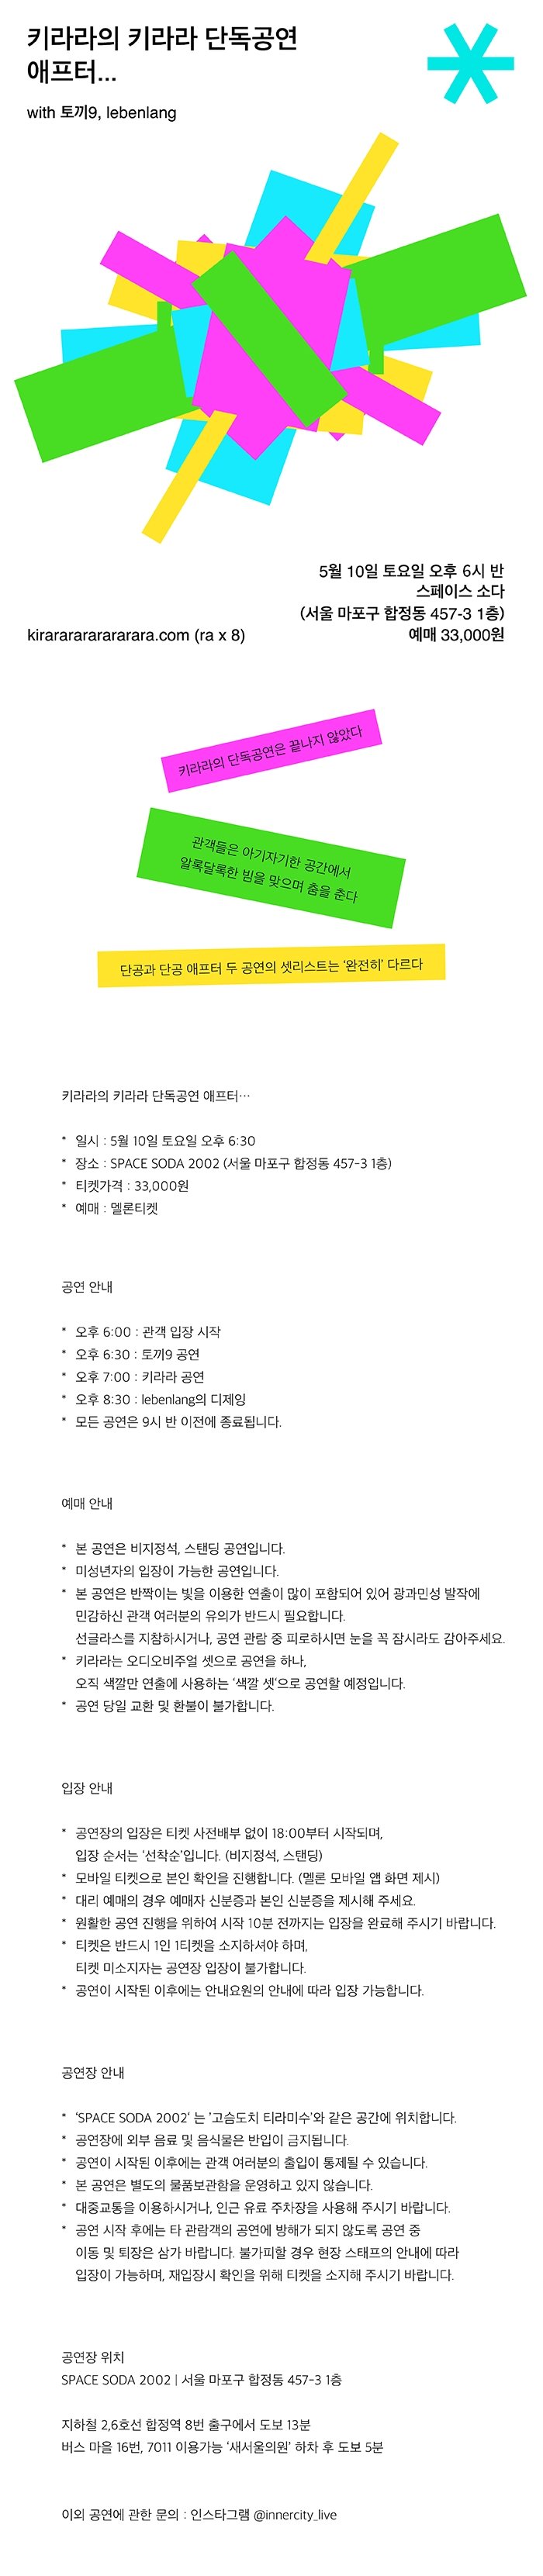 키라라의 키라라 단독공연
애프터...
with 토끼9, lebenlang
5월 10일 토요일 오후 6시 반
스페이스 소다
(서울 마포구 합정동 457-3 1층)
kirararararararara.com (ra x 8)
예매 33,000원
키라라의 단독공연은 끝나지 않았다
관객들은 아기자기한 공간에서
알록달록한 빔을 맞으며 춤을 춘다
단공과 단공 애프터 두 공연의 셋리스트는 '완전히' 다르다
키라라의 키라라 단독공연 애프터…
* 일시 : 5월 10일 토요일 오후 6:30
* 장소 : SPACE SODA 2002 (서울 마포구 합정동 457-3 1층)
* 티켓가격 : 33,000원
* 예매 : 멜론티켓
공연 안내
* 오후 6:00 : 관객 입장 시작
* 오후 6:30 : 토끼9 공연
* 오후 7:00 : 키라라 공연
* 오후 8:30 : lebenlang의 디제잉
* 모든 공연은 9시 반 이전에 종료됩니다.
예매 안내
* 본 공연은 비지정석, 스탠딩 공연입니다.
* 미성년자의 입장이 가능한 공연입니다.
* 본 공연은 반짝이는 빛을 이용한 연출이 많이 포함되어 있어 광과민성 발작에
민감하신 관객 여러분의 유의가 반드시 필요합니다.
선글라스를 지참하시거나, 공연 관람 중 피로하시면 눈을 꼭 잠시라도 감아주세요.
* 키라라는 오디오비주얼 셋으로 공연을 하나,
오직 색깔만 연출에 사용하는 '색깔 셋'으로 공연할 예정입니다.
* 공연 당일 교환 및 환불이 불가합니다.
입장 안내
* 공연장의 입장은 티켓 사전배부 없이 18:00부터 시작되며,
입장 순서는 '선착순'입니다. (비지정석, 스탠딩)
* 모바일 티켓으로 본인 확인을 진행합니다. (멜론 모바일 앱 화면 제시)
* 대리 예매의 경우 예매자 신분증과 본인 신분증을 제시해 주세요.
* 원활한 공연 진행을 위하여 시작 10분 전까지는 입장을 완료해 주시기 바랍니다.
* 티켓은 반드시 1인 1티켓을 소지하셔야 하며,
티켓 미소지자는 공연장 입장이 불가합니다.
* 공연이 시작된 이후에는 안내요원의 안내에 따라 입장 가능합니다.
공연장 안내
* 'SPACE SODA 2002' 는 '고슴도치 티라미수'와 같은 공간에 위치합니다.
* 공연장에 외부 음료 및 음식물은 반입이 금지됩니다.
* 공연이 시작된 이후에는 관객 여러분의 출입이 통제될 수 있습니다.
* 본 공연은 별도의 물품보관함을 운영하고 있지 않습니다.
* 대중교통을 이용하시거나, 인근 유료 주차장을 사용해 주시기 바랍니다.
* 공연 시작 후에는 타 관람객의 공연에 방해가 되지 않도록 공연 중
이동 및 퇴장은 삼가 바랍니다. 불가피할 경우 현장 스태프의 안내에 따라
입장이 가능하며, 재입장시 확인을 위해 티켓을 소지해 주시기 바랍니다.
공연장 위치
SPACE SODA 2002 | 서울 마포구 합정동 457-3 1층
지하철 2,6호선 합정역 8번 출구에서 도보 13분
버스 마을 16번, 7011 이용가능 '새서울의원' 하차 후 도보 5분
이외 공연에 관한 문의 : 인스타그램 @innercity_live